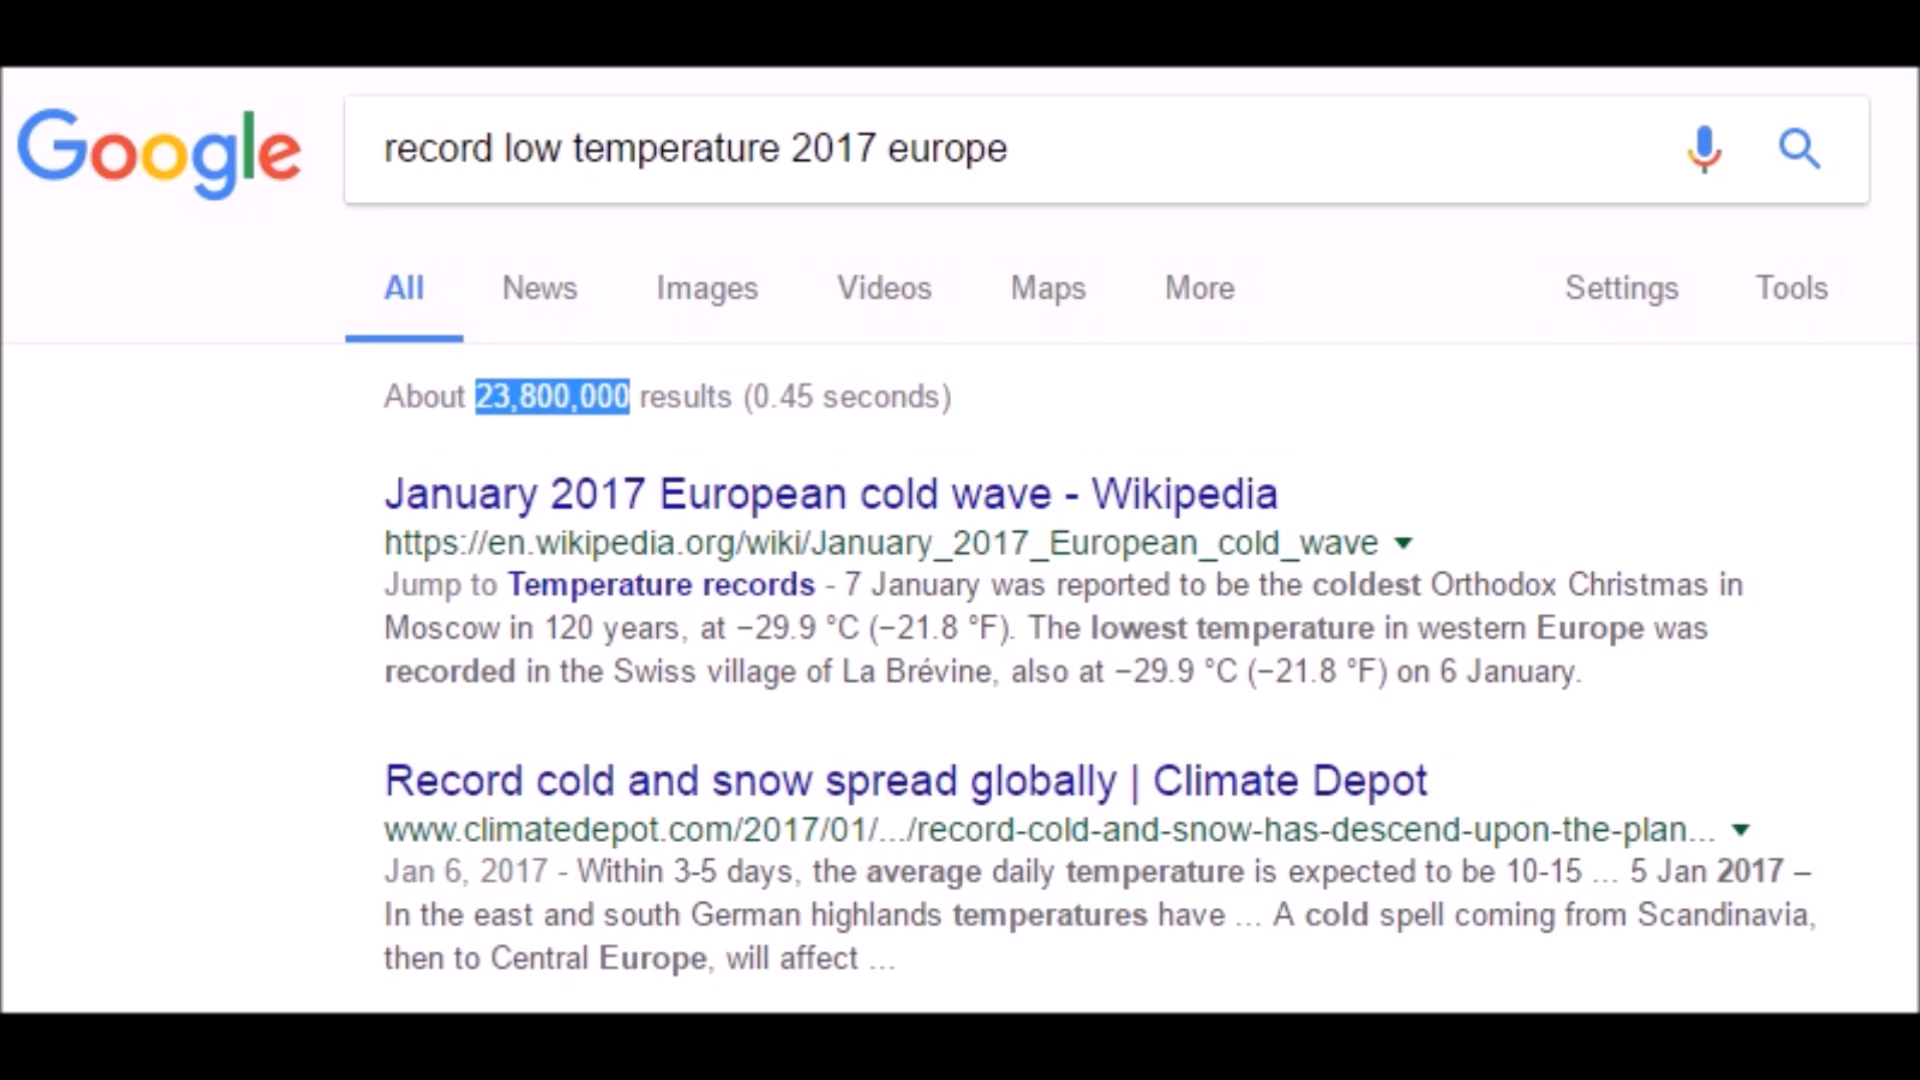 Google
record low temperature 2017 europe
All News Images Videos Maps More Settings Tools
About 23,800,000 results (0.45 seconds)
January 2017 European cold wave - Wikipedia
https://en.wikipedia.org/wiki/January_2017_European_cold_wave
Jump to Temperature records - 7 January was reported to be the coldest Orthodox Christmas in
Moscow in 120 years, at −29.9 °C (−21.8 °F). The lowest temperature in western Europe was
recorded in the Swiss village of La Brévine, also at −29.9 °C (−21.8 °F) on 6 January.
Record cold and snow spread globally | Climate Depot
www.climatedepot.com/2017/01/.../record-cold-and-snow-has-descend-upon-the-plan...
Jan 6, 2017 - Within 3-5 days, the average daily temperature is expected to be 10-15 ... 5 Jan 2017 –
In the east and south German highlands temperatures have ... A cold spell coming from Scandinavia,
then to Central Europe, will affect ...